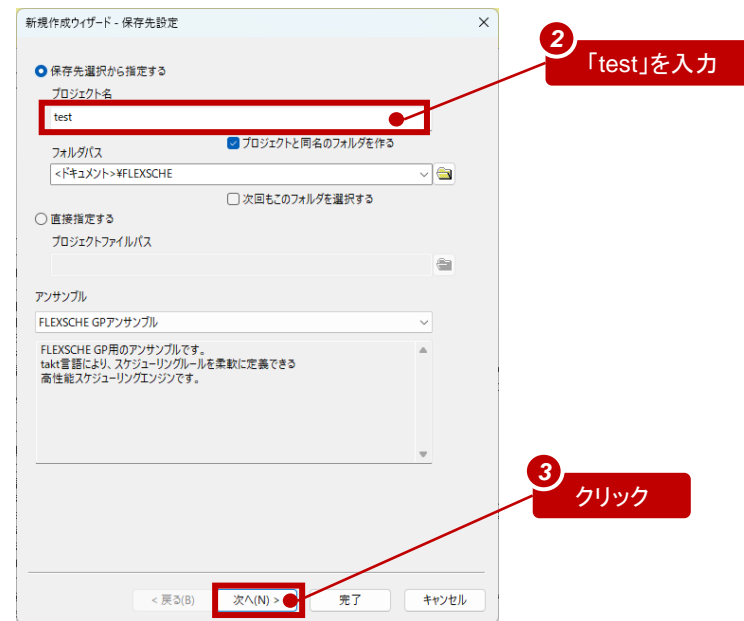 新規作成ウィザード - 保存先設定
2
「test」を入力
保存先選択から指定する
プロジェクト名
test
プロジェクトと同名のフォルダを作る
フォルダパス
<ドキュメント>¥FLEXSCHE
次回もこのフォルダを選択する
直接指定する
プロジェクトファイルパス
アンサンブル
FLEXSCHE GPアンサンブル
FLEXSCHE GP用のアンサンブルです。
takt言語により、スケジューリングルールを柔軟に定義できる
高性能スケジューリングエンジンです。
3
クリック
< 戻る(B) 次へ(N) > 完了 キャンセル